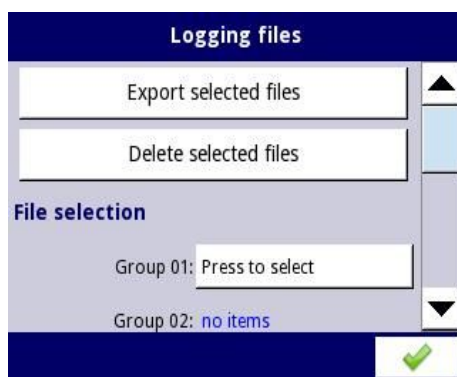 Logging files
Export selected files
Delete selected files
File selection
Group 01: Press to select
Group 02: no items